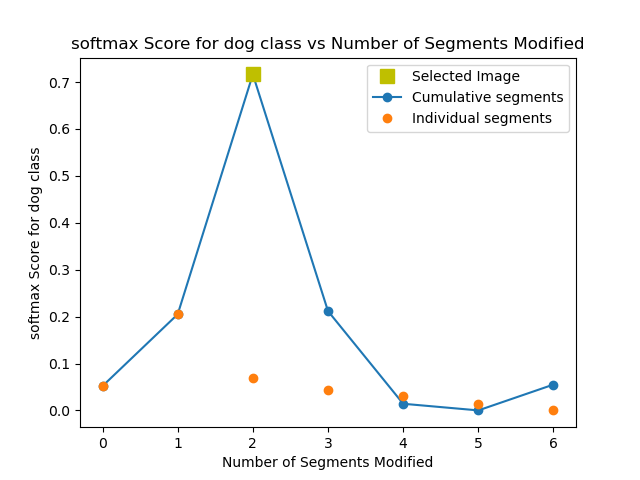 softmax Score for dog class vs Number of Segments Modified
Selected Image
Cumulative segments
Individual segments
softmax Score for dog class
0.7
0.6
0.5
0.4
0.3
0.2
0.1
0.0
0 1 2 3 4 5 6
Number of Segments Modified